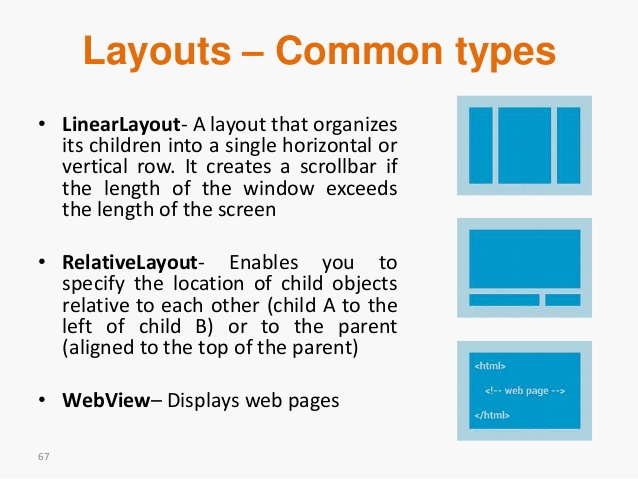 Layouts – Common types
• LinearLayout- A layout that organizes
its children into a single horizontal or
vertical row. It creates a scrollbar if
the length of the window exceeds
the length of the screen
• RelativeLayout- Enables you to
specify the location of child objects
relative to each other (child A to the
left of child B) or to the parent
(aligned to the top of the parent)
• WebView– Displays web pages
<html>
<!-- web page -->
</html>
67